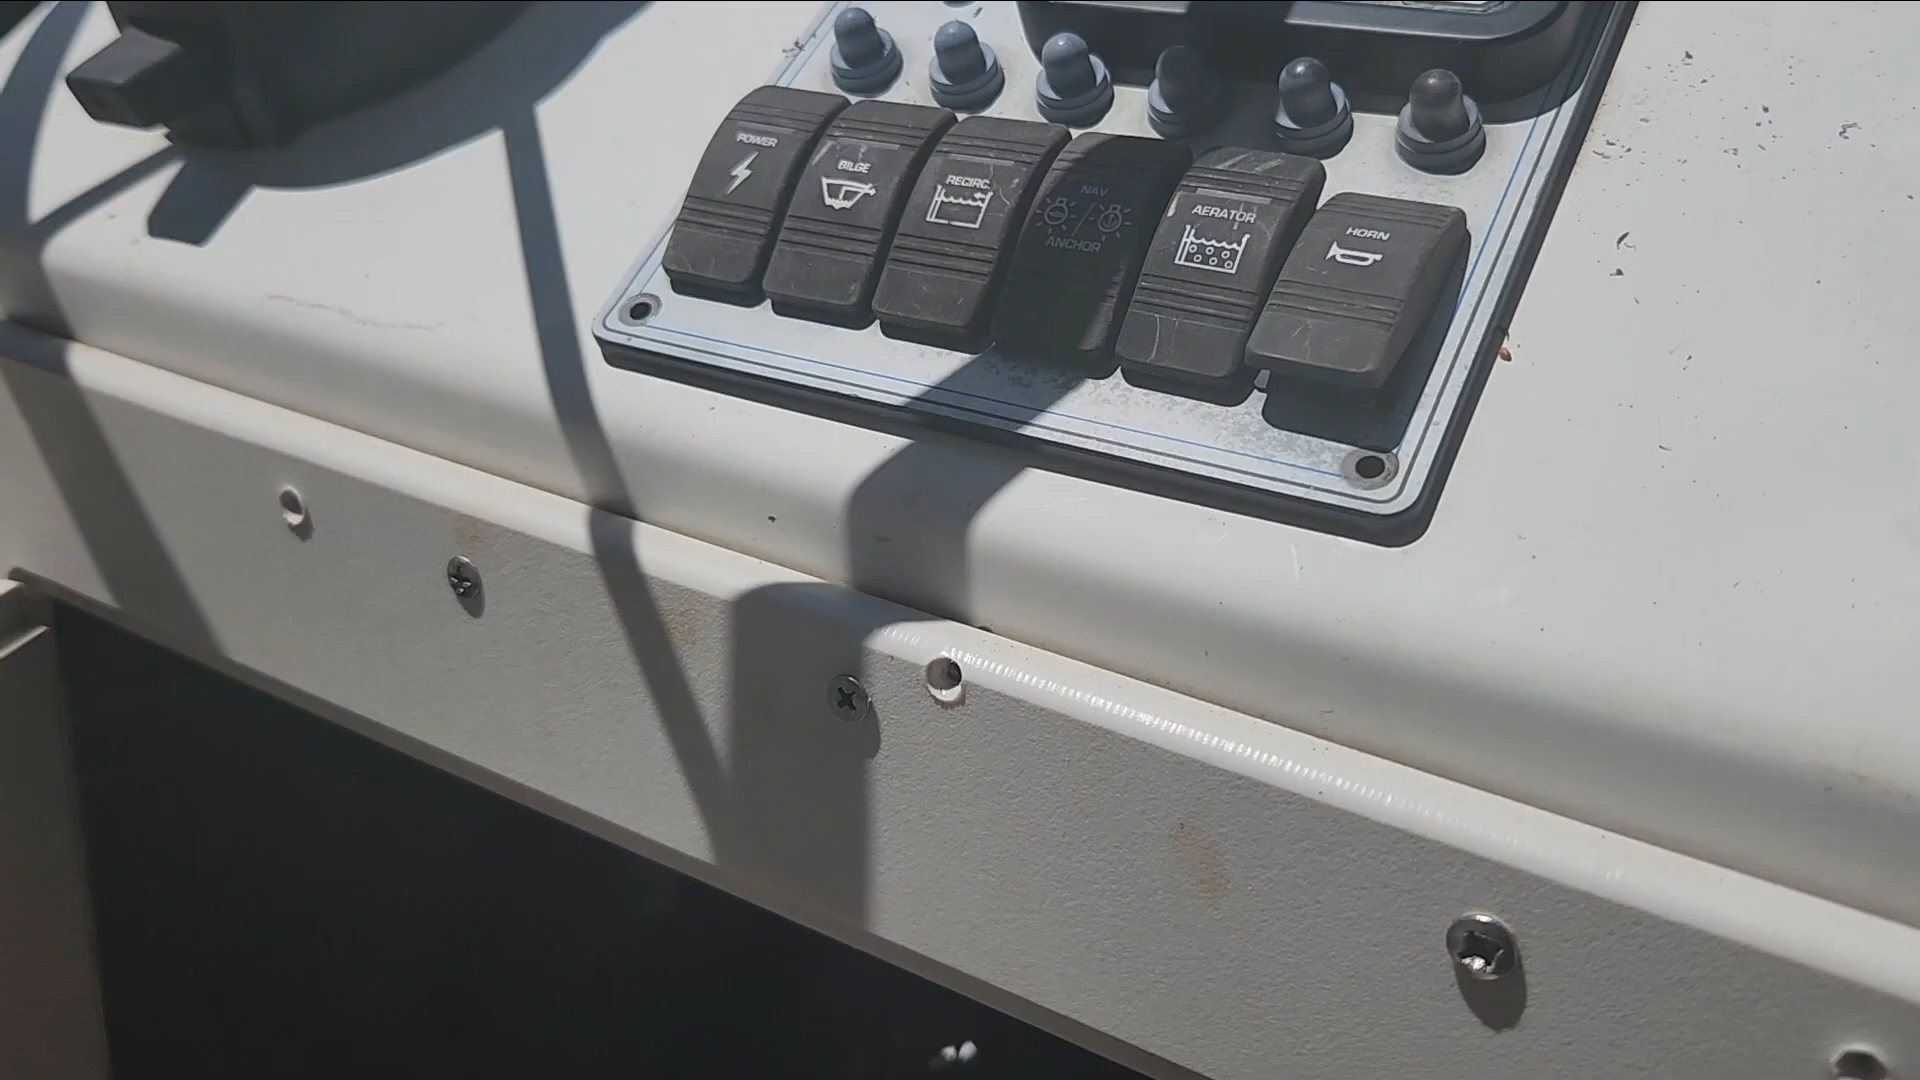 POWER
BILGE
RECIRC.
NAV
ANCHOR
AERATOR
HORN